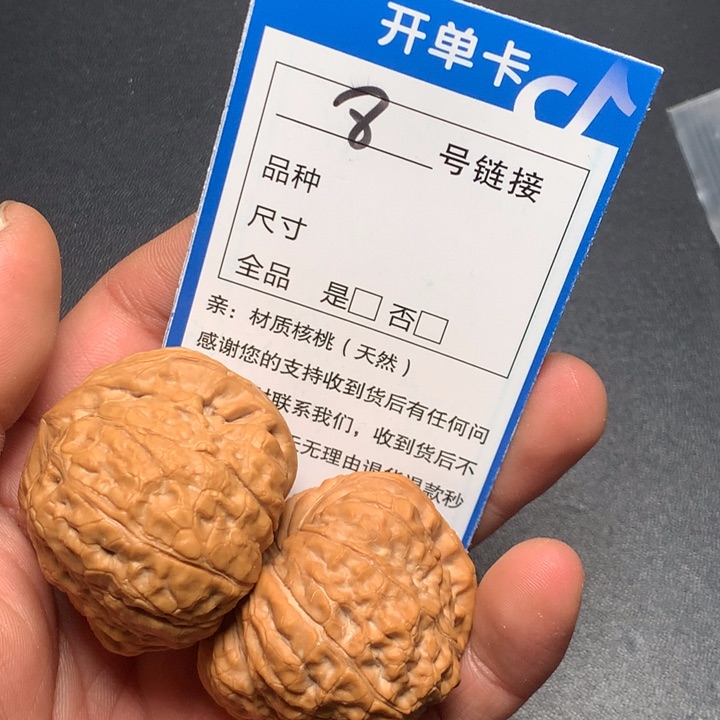 开单卡
8 号链接
品种
尺寸
全品 是□ 否□
亲：材质核桃（天然）
感谢您的支持收到货后有任何问
联系我们，收到货后不
无理由退货退款秒